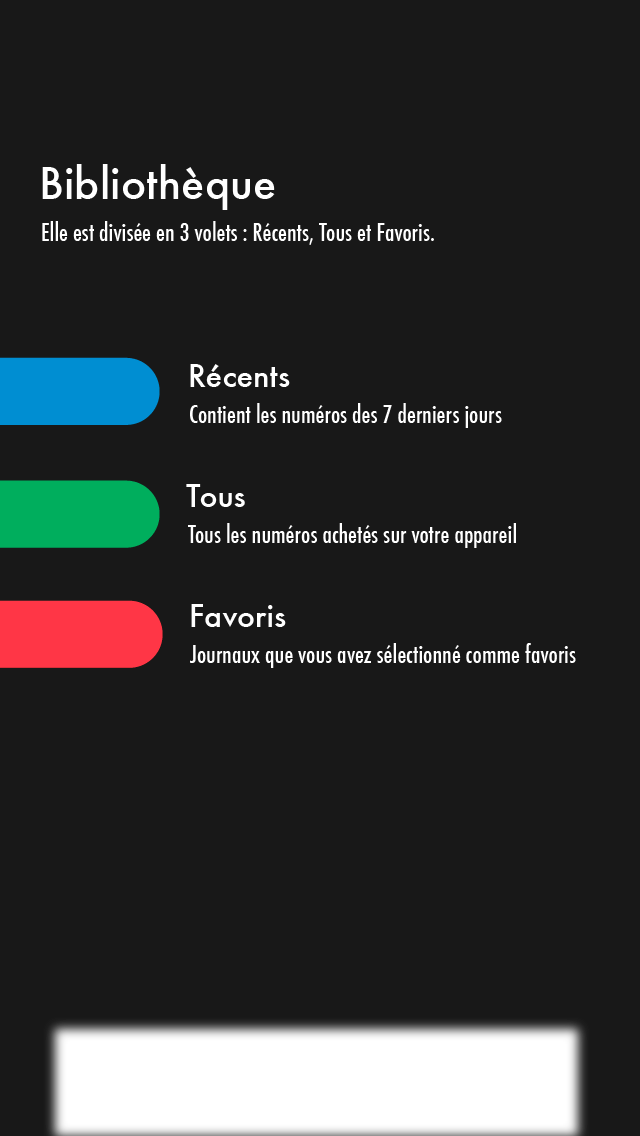 Bibliothèque
Elle est divisée en 3 volets : Récents, Tous et Favoris.
Récents
Contient les numéros des 7 derniers jours
Tous
Tous les numéros achetés sur votre appareil
Favoris
Journaux que vous avez sélectionné comme favoris